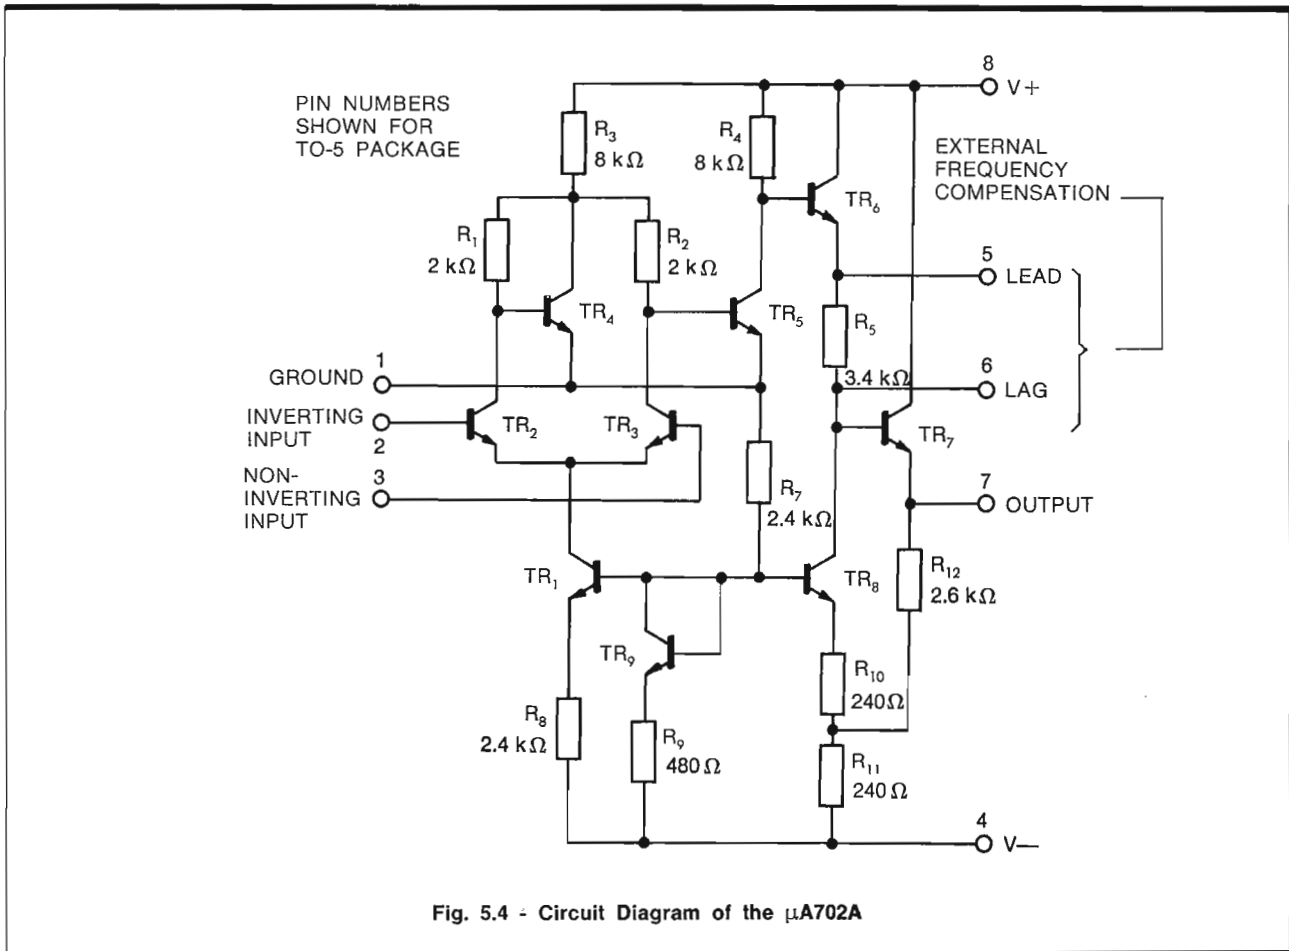 PIN NUMBERS
SHOWN FOR
TO-5 PACKAGE
8
V+
R3
8 kΩ
R4
8 kΩ
EXTERNAL
FREQUENCY
COMPENSATION
TR6
R1
2 kΩ
R2
2 kΩ
5
LEAD
TR4
TR5
R5
3.4 kΩ
1
GROUND
6
LAG
INVERTING
INPUT
2
TR2
TR3
TR7
NON-
INVERTING
INPUT
3
R7
2.4 kΩ
7
OUTPUT
TR1
TR8
R12
2.6 kΩ
TR9
R10
240Ω
R8
2.4 kΩ
R9
480Ω
R11
240Ω
4
V—
Fig. 5.4 - Circuit Diagram of the µA702A